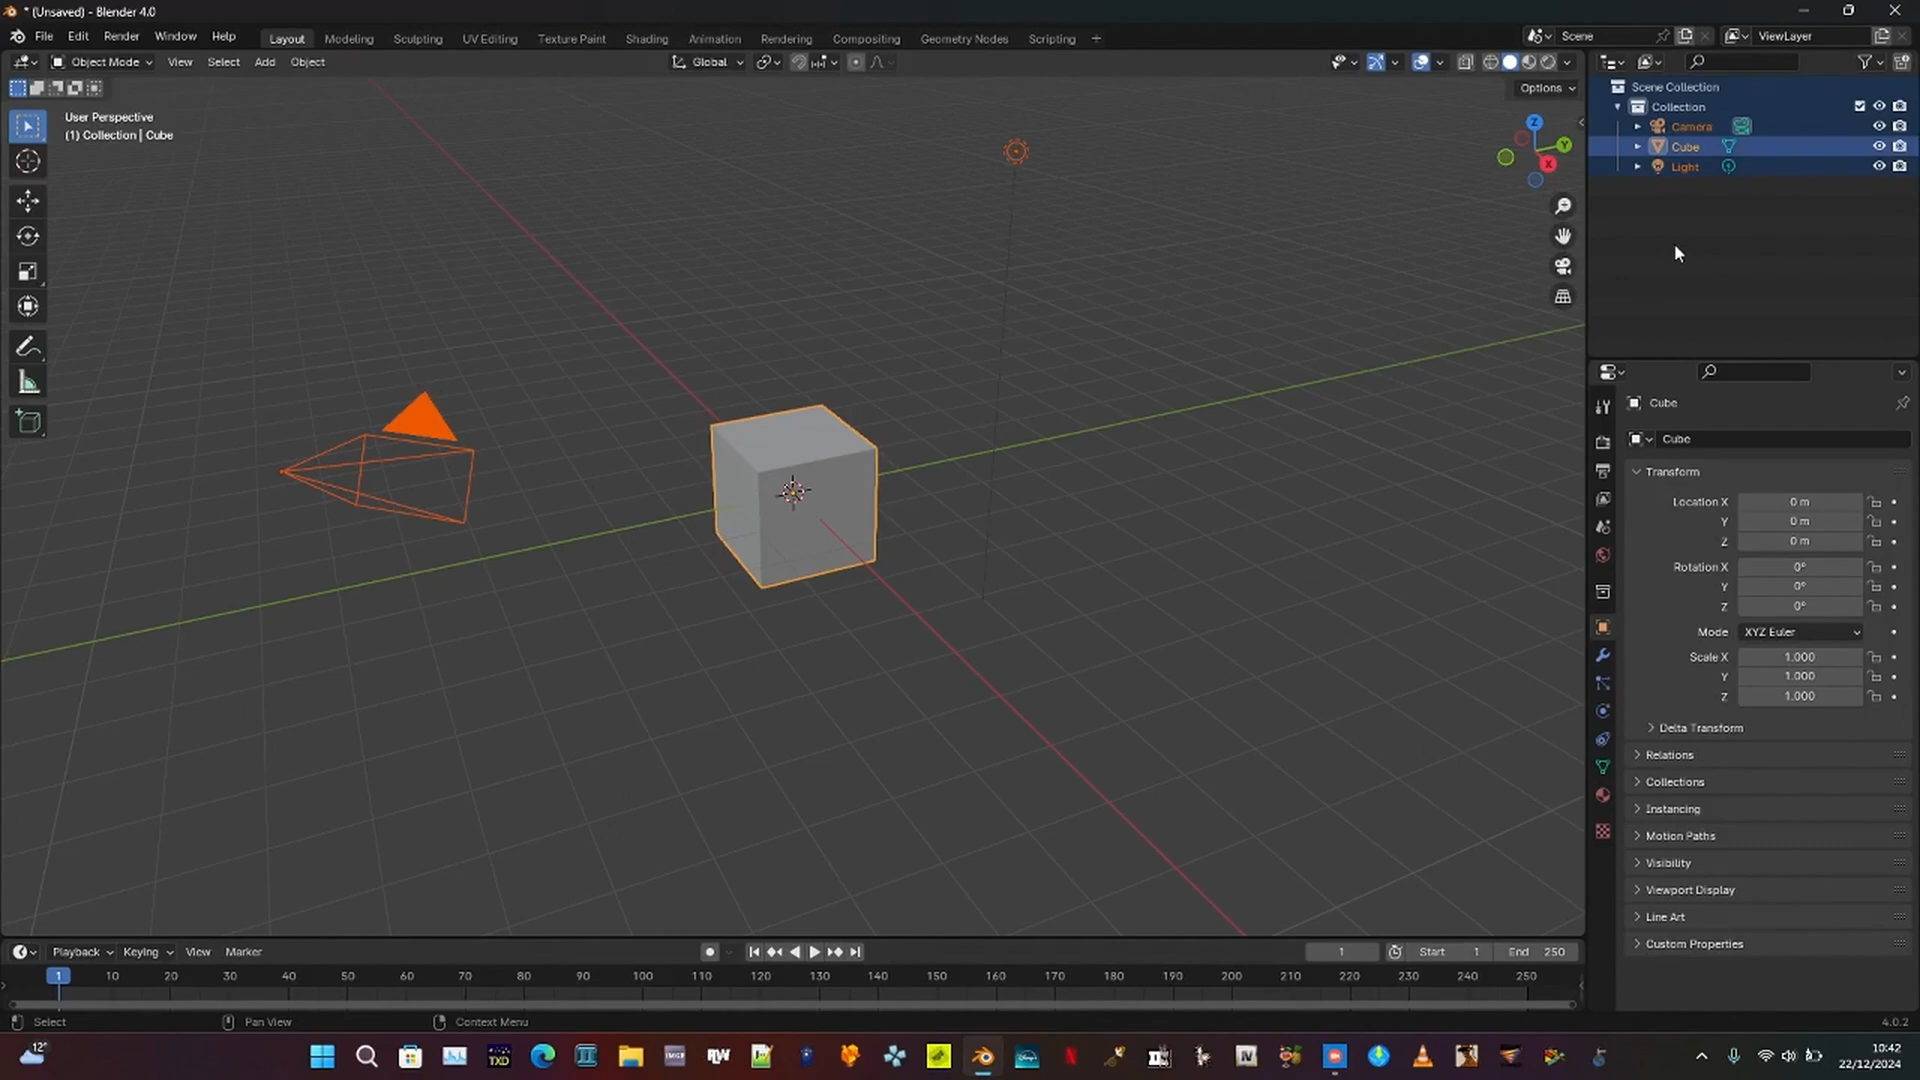 * (Unsaved) - Blender 4.0
File Edit Render Window Help Layout Modeling Sculpting UV Editing Texture Paint Shading Animation Rendering Compositing Geometry Nodes Scripting + Scene ViewLayer
Object Mode View Select Add Object Global
Options
User Perspective
(1) Collection | Cube
Z
Y
X
Scene Collection
Collection
Camera
Cube
Light
Cube
Cube
Transform
Location X 0 m
Y 0 m
Z 0 m
Rotation X 0°
Y 0°
Z 0°
Mode XYZ Euler
Scale X 1.000
Y 1.000
Z 1.000
Delta Transform
Relations
Collections
Instancing
Motion Paths
Visibility
Viewport Display
Line Art
Custom Properties
Playback Keying View Marker 1 Start 1 End 250
1 10 20 30 40 50 60 70 80 90 100 110 120 130 140 150 160 170 180 190 200 210 220 230 240 250
Select Pan View Context Menu 4.0.2
12°
TXD
IMGF
RW
IV
10:42
22/12/2024